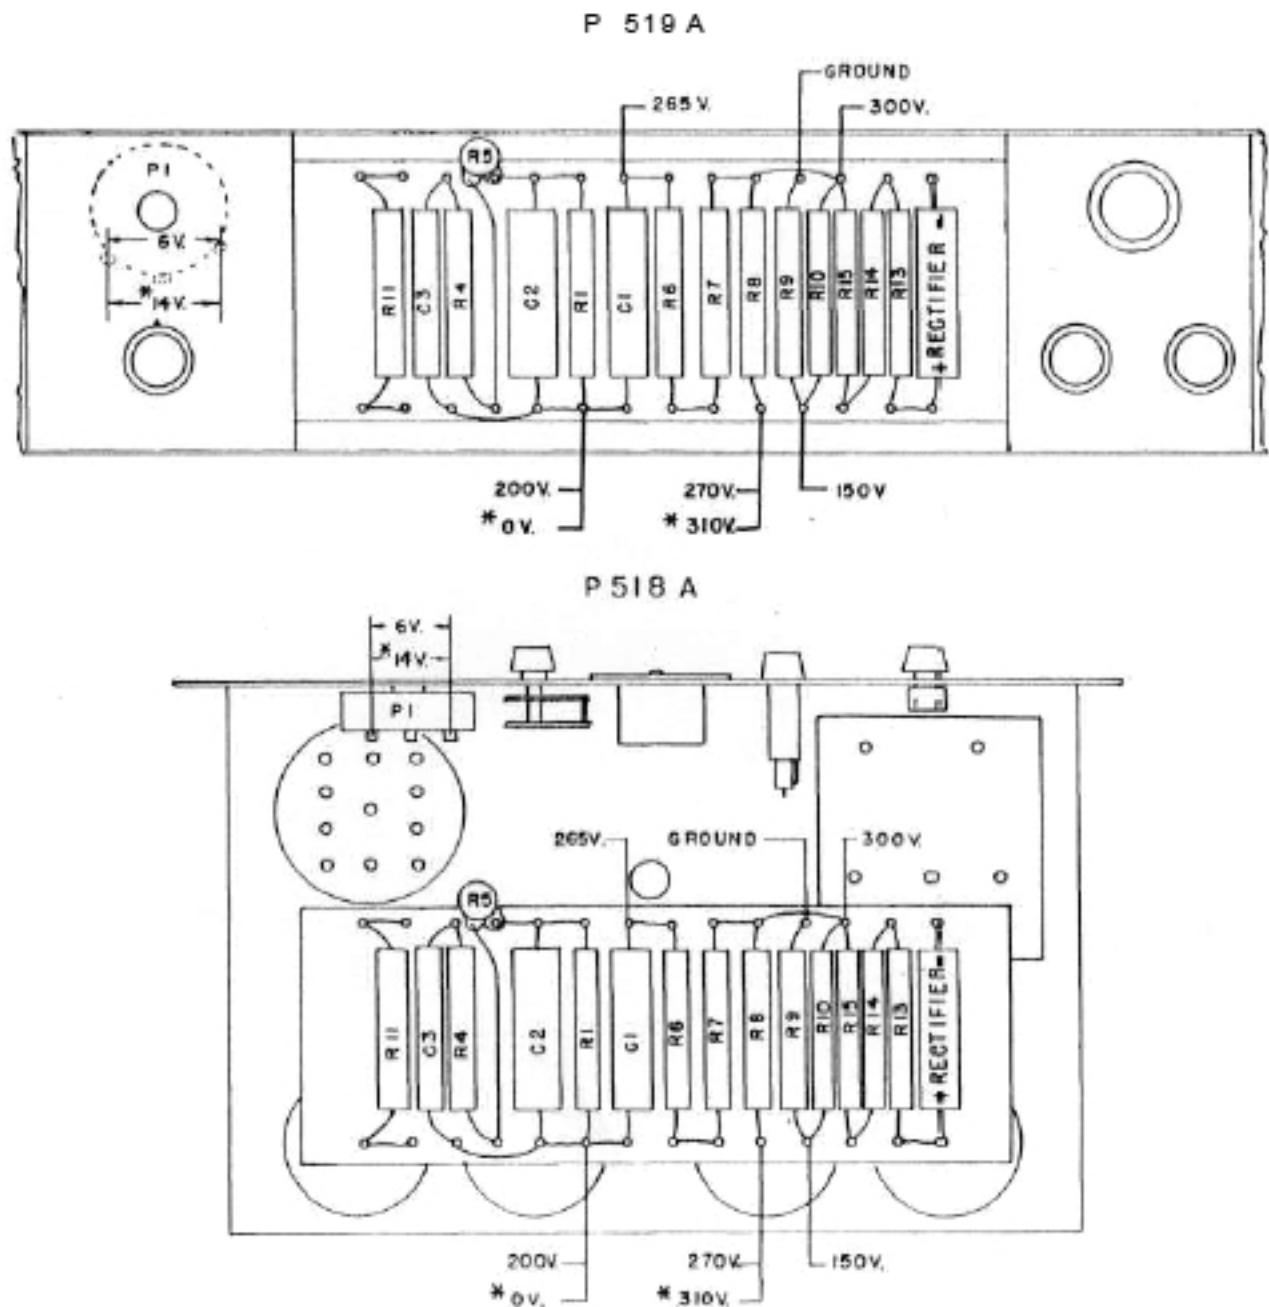 P 519 A
GROUND
265 V.
300V.
R5
P1
6V.
*14V.
R11
C3
R4
C2
R1
C1
R6
R7
R8
R9
R10
R15
R14
R13
+ RECTIFIER -
200V.
270V.
150V
*0V.
*310V.
P 518 A
6V.
*14V.
P1
265V.
GROUND
300V.
R5
R11
C3
R4
C2
R1
C1
R6
R7
R8
R9
R10
R15
R14
R13
+ RECTIFIER -
200V.
270V.
150V.
*0V.
*310V.